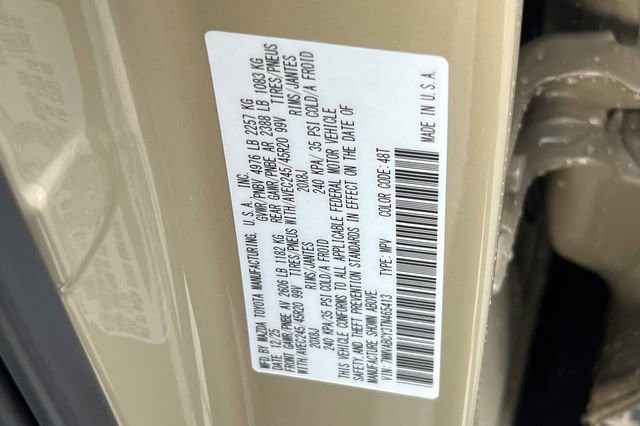 MFD. BY MAZDA TOYOTA MANUFACTURING, U.S.A. INC.
DATE 12/25 GVWR/PNBV 4976 LB 2257 KG
FRONT GAWR/PNBE AV 2606 LB 1182 KG REAR GAWR/PNBE AR 2388 LB 1083 KG
WITH/AVEC245/45R20 99V TIRES/PNEUS WITH/AVEC245/45R20 99V TIRES/PNEUS
20X8J RIMS/JANTES 20X8J RIMS/JANTES
240 KPA/ 35 PSI COLD/A FROID 240 KPA/ 35 PSI COLD/A FROID
THIS VEHICLE CONFORMS TO ALL APPLICABLE FEDERAL MOTOR VEHICLE
SAFETY AND THEFT PREVENTION STANDARDS IN EFFECT ON THE DATE OF
MANUFACTURE SHOWN ABOVE.
TYPE: MPV COLOR CODE: 48T
MADE IN U.S.A.